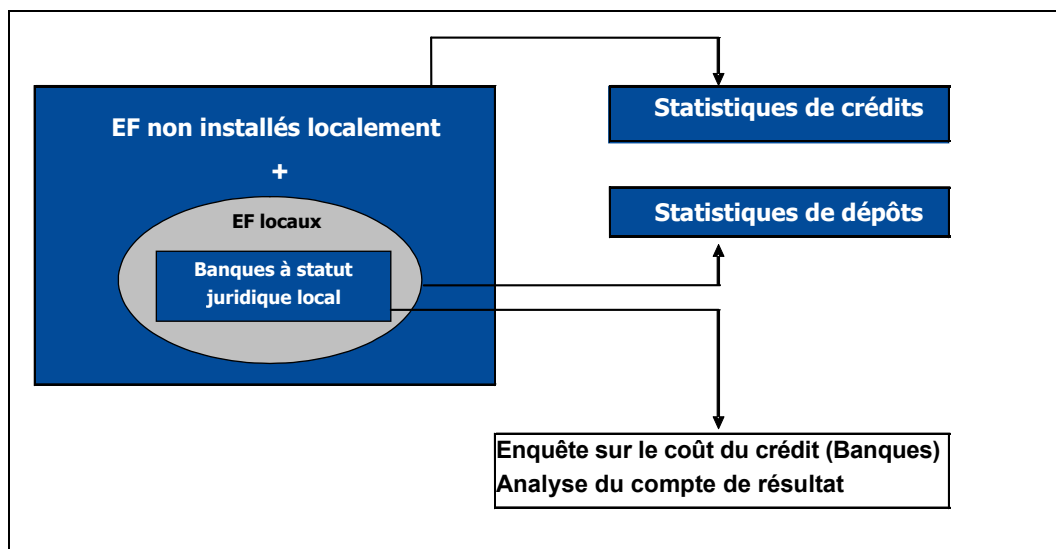 EF non installés localement
+
EF locaux
Banques à statut
juridique local
Statistiques de crédits
Statistiques de dépôts
Enquête sur le coût du crédit (Banques)
Analyse du compte de résultat